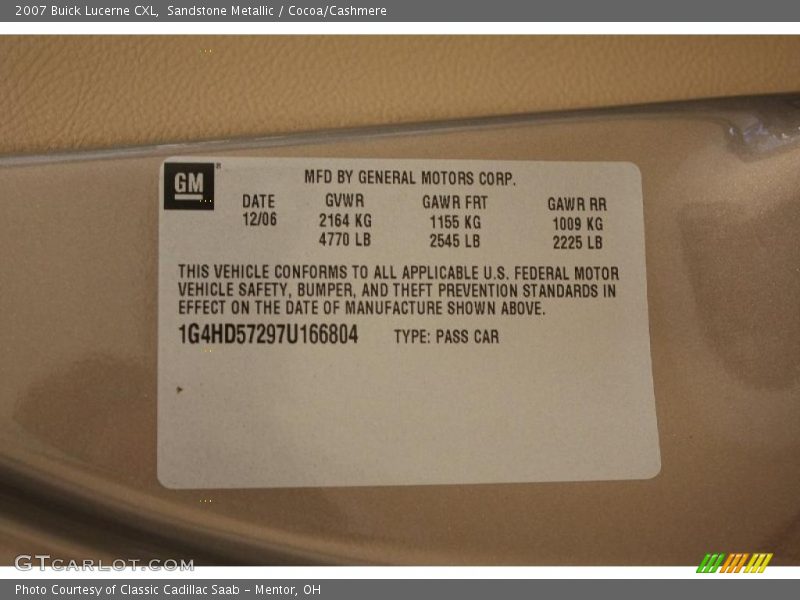 2007 Buick Lucerne CXL, Sandstone Metallic / Cocoa/Cashmere
GM
MFD BY GENERAL MOTORS CORP.
DATE GVWR GAWR FRT GAWR RR
12/06 2164 KG 1155 KG 1009 KG
4770 LB 2545 LB 2225 LB
THIS VEHICLE CONFORMS TO ALL APPLICABLE U.S. FEDERAL MOTOR
VEHICLE SAFETY, BUMPER, AND THEFT PREVENTION STANDARDS IN
EFFECT ON THE DATE OF MANUFACTURE SHOWN ABOVE.
1G4HD57297U166804 TYPE: PASS CAR
GTCARLOT.COM
Photo Courtesy of Classic Cadillac Saab - Mentor, OH